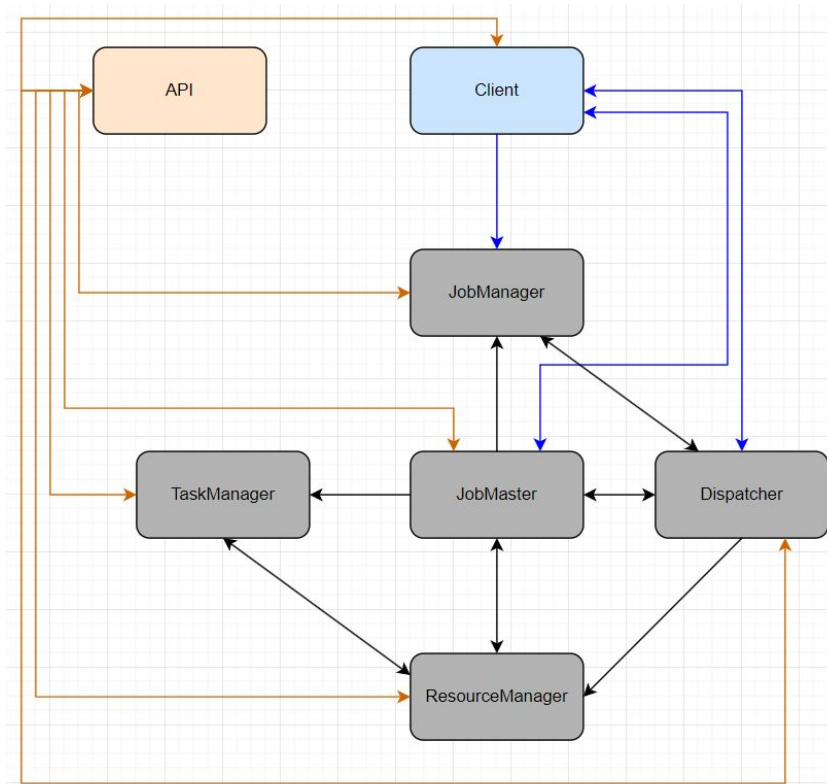 API
Client
JobManager
TaskManager
JobMaster
Dispatcher
ResourceManager